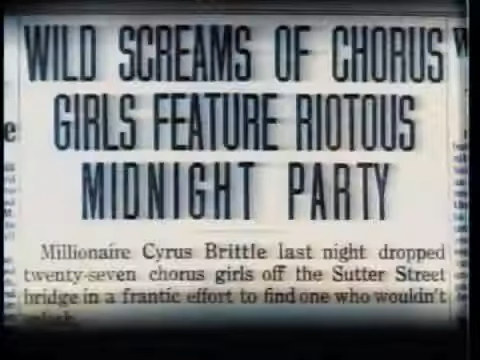 WILD SCREAMS OF CHORUS
GIRLS FEATURE RIOTOUS
MIDNIGHT PARTY
Millionaire Cyrus Brittle last night dropped
twenty-seven chorus girls off the Sutter Street
bridge in a frantic effort to find one who wouldn't